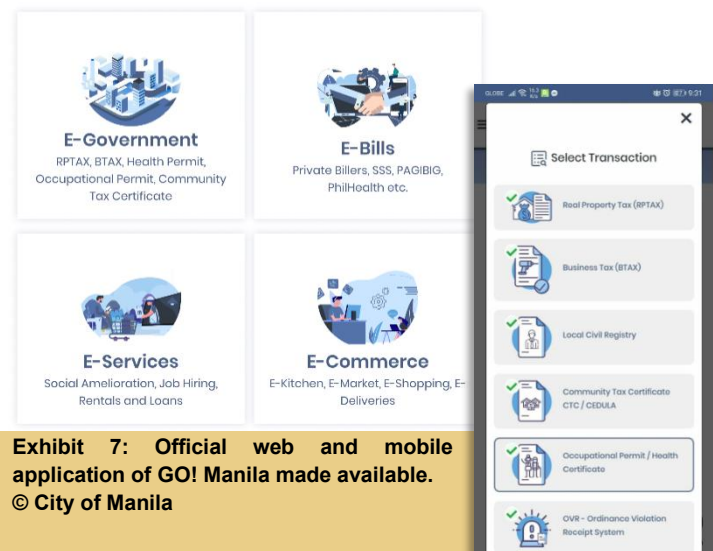 E-Government
RPTAX, BTAX, Health Permit,
Occupational Permit, Community
Tax Certificate
E-Bills
Private Billers, SSS, PAGIBIG,
PhilHealth etc.
E-Services
Social Amelioration, Job Hiring,
Rentals and Loans
E-Commerce
E-Kitchen, E-Market, E-Shopping, E-
Deliveries
Exhibit 7: Official web and mobile
application of GO! Manila made available.
© City of Manila
GLOBE 9:31
Select Transaction
Real Property Tax (RPTAX)
Business Tax (BTAX)
Local Civil Registry
Community Tax Certificate
CTC / CEDULA
Occupational Permit / Health
Certificate
OVR - Ordinance Violation
Receipt System